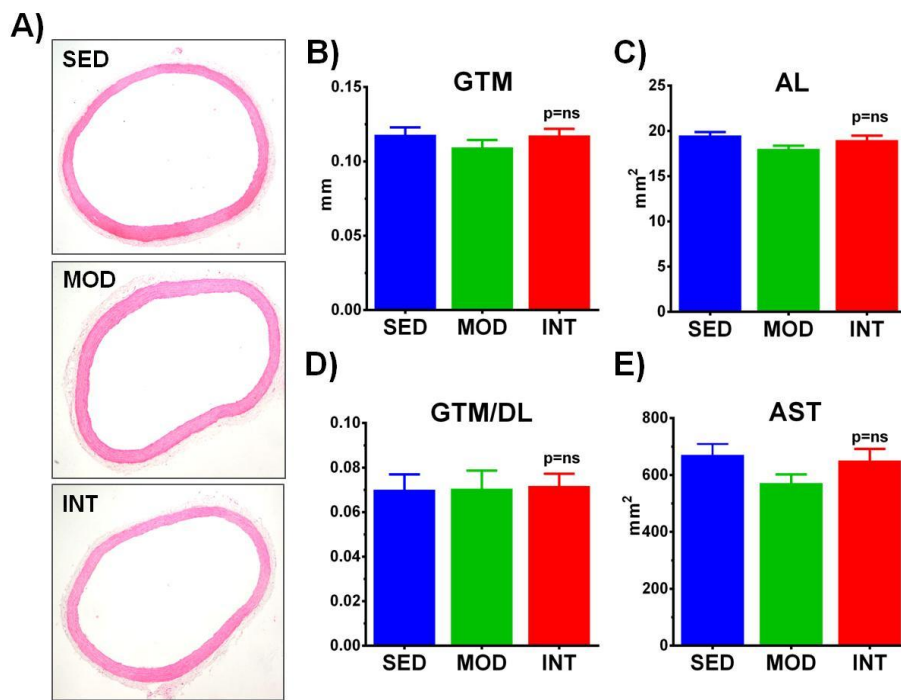 A)
SED
MOD
INT
B)
GTM
p=ns
0.15
0.10
0.05
0.00
mm
SED MOD INT
C)
AL
p=ns
25
20
15
10
5
0
mm²
SED MOD INT
D)
GTM/DL
p=ns
0.10
0.08
0.06
0.04
0.02
0.00
SED MOD INT
E)
AST
p=ns
800
600
400
200
0
mm²
SED MOD INT